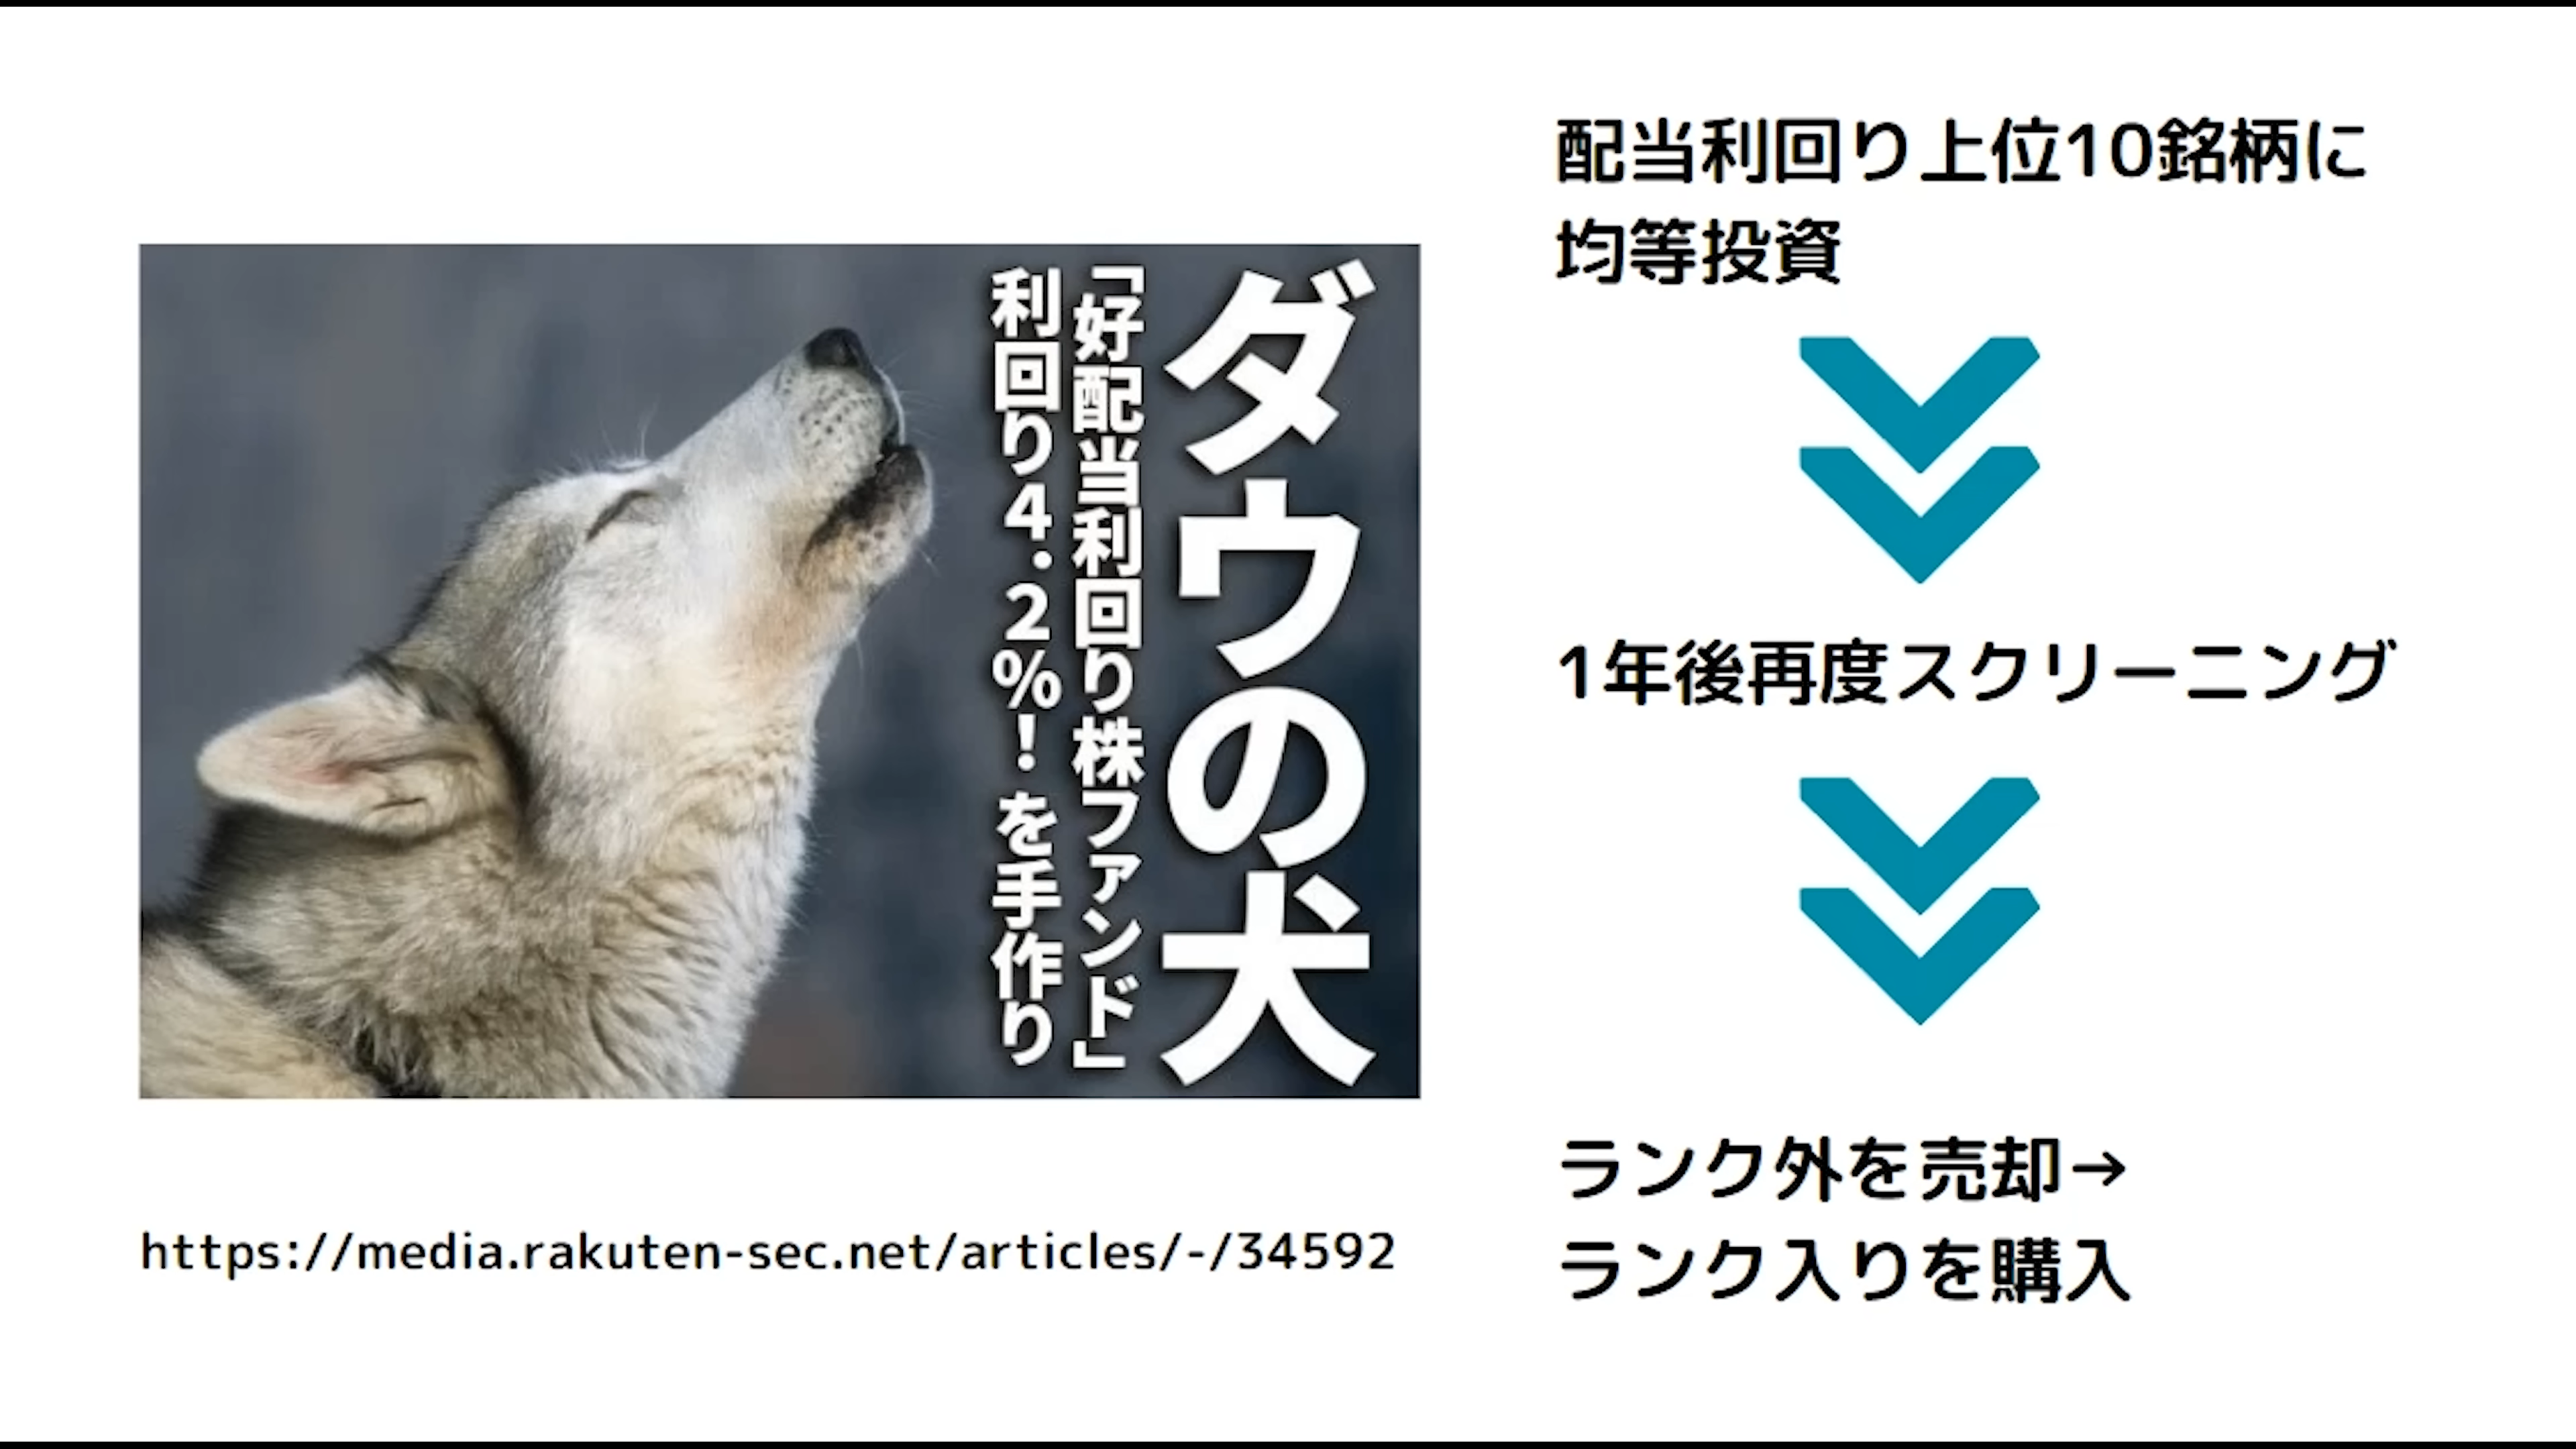 ダウの犬
「好配当利回り株ファンド」
利回り4.2%!を手作り
https://media.rakuten-sec.net/articles/-/34592
配当利回り上位10銘柄に
均等投資
1年後再度スクリーニング
ランク外を売却→
ランク入りを購入